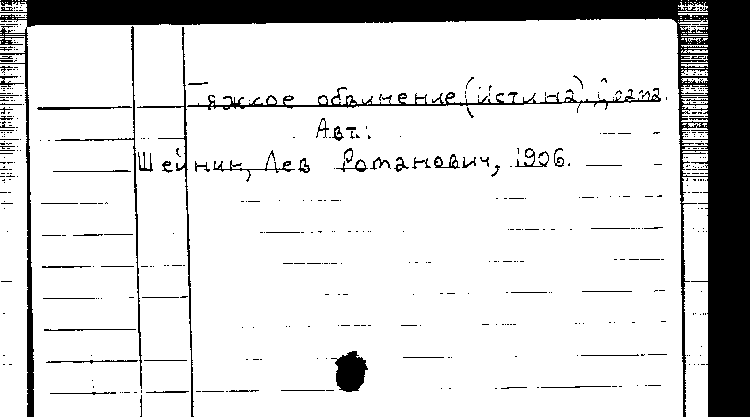 Тяжкое обвинение (Истина). Драма.
Авт.:
Шейнин, Лев Романович, 1906.